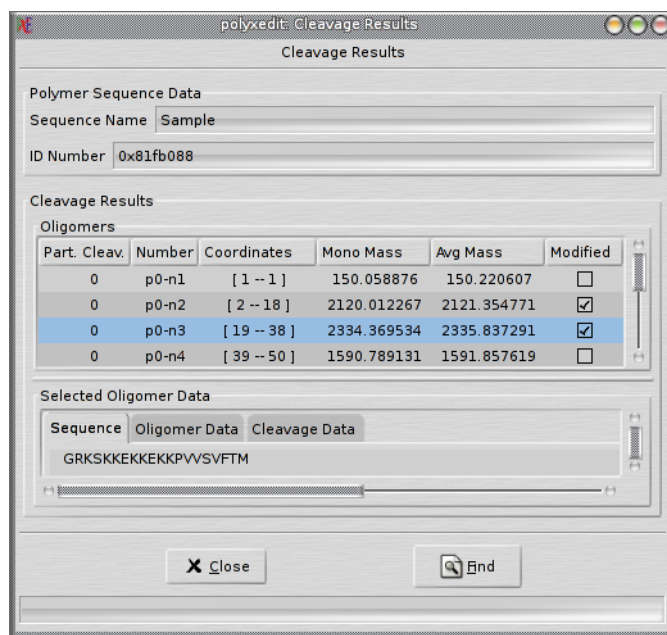 polyxedit: Cleavage Results
Cleavage Results
Polymer Sequence Data
Sequence Name Sample
ID Number 0x81fb088
Cleavage Results
Oligomers
Part. Cleav. Number Coordinates Mono Mass Avg Mass Modified
0 p0-n1 [ 1 -- 1 ] 150.058876 150.220607
0 p0-n2 [ 2 -- 18 ] 2120.012267 2121.354771
0 p0-n3 [ 19 -- 38 ] 2334.369534 2335.837291
0 p0-n4 [ 39 -- 50 ] 1590.789131 1591.857619
Selected Oligomer Data
Sequence Oligomer Data Cleavage Data
GRKSKKEKKEKKPVVSVFTM
Close Find